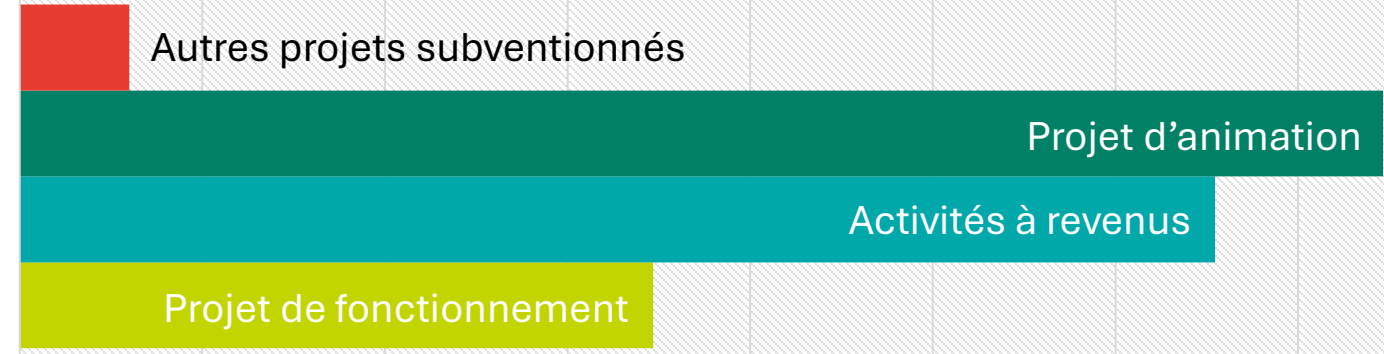 Autres projets subventionnés
Projet d’animation
Activités à revenus
Projet de fonctionnement